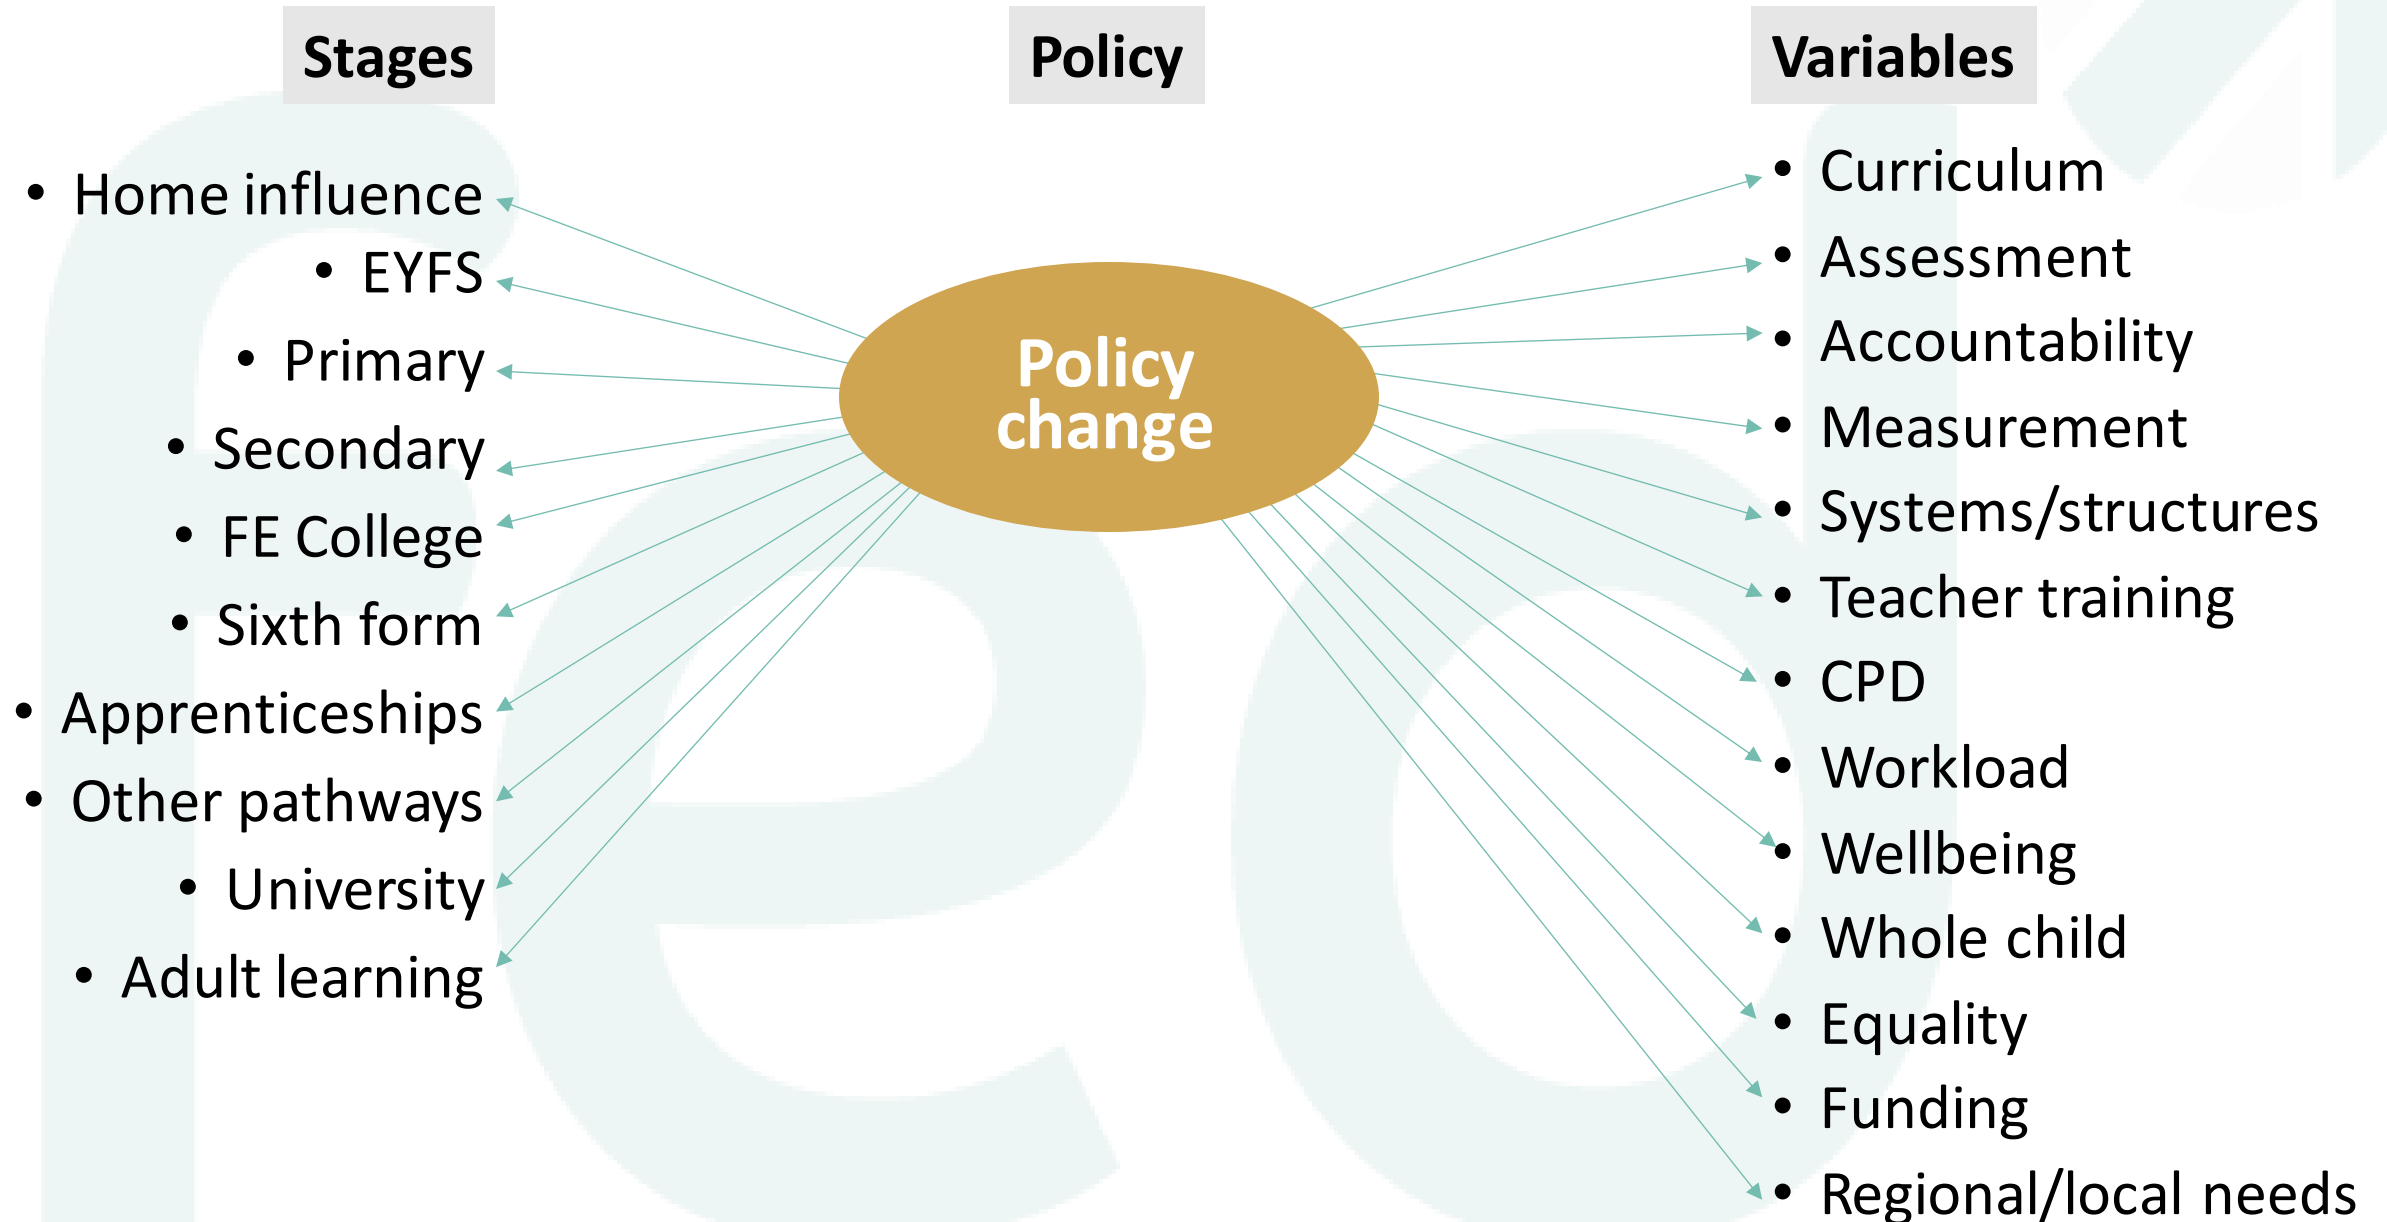 Stages
• Home influence
• EYFS
• Primary
• Secondary
• FE College
• Sixth form
• Apprenticeships
• Other pathways
• University
• Adult learning
Policy
Policy
change
Variables
• Curriculum
• Assessment
• Accountability
• Measurement
• Systems/structures
• Teacher training
• CPD
• Workload
• Wellbeing
• Whole child
• Equality
• Funding
• Regional/local needs
fed